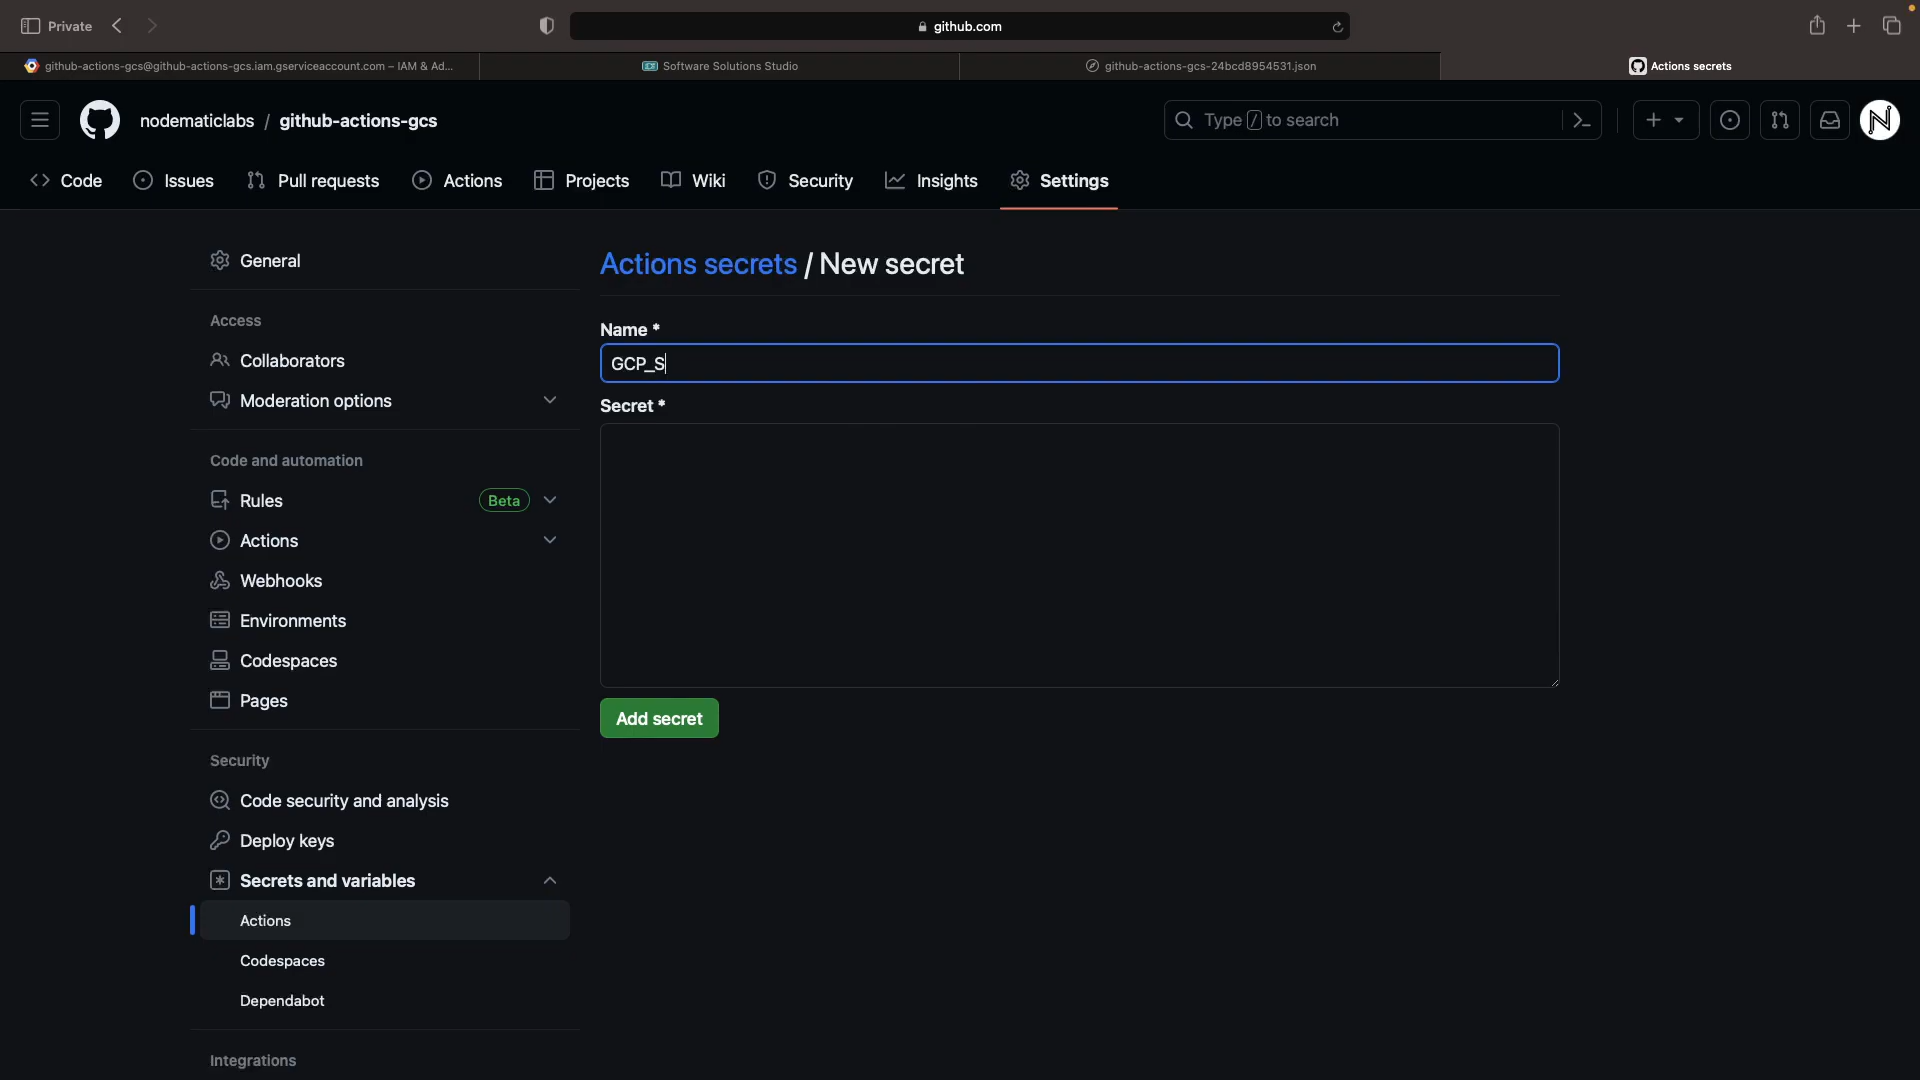 Private
github.com
github-actions-gcs@github-actions-gcs.iam.gserviceaccount.com – IAM & Ad...
Software Solutions Studio
github-actions-gcs-24bcd8954531.json
Actions secrets
nodematiclabs / github-actions-gcs
Type / to search
Code
Issues
Pull requests
Actions
Projects
Wiki
Security
Insights
Settings
General
Access
Collaborators
Moderation options
Code and automation
Rules
Beta
Actions
Webhooks
Environments
Codespaces
Pages
Security
Code security and analysis
Deploy keys
Secrets and variables
Actions
Codespaces
Dependabot
Integrations
Actions secrets / New secret
Name *
GCP_S
Secret *
Add secret